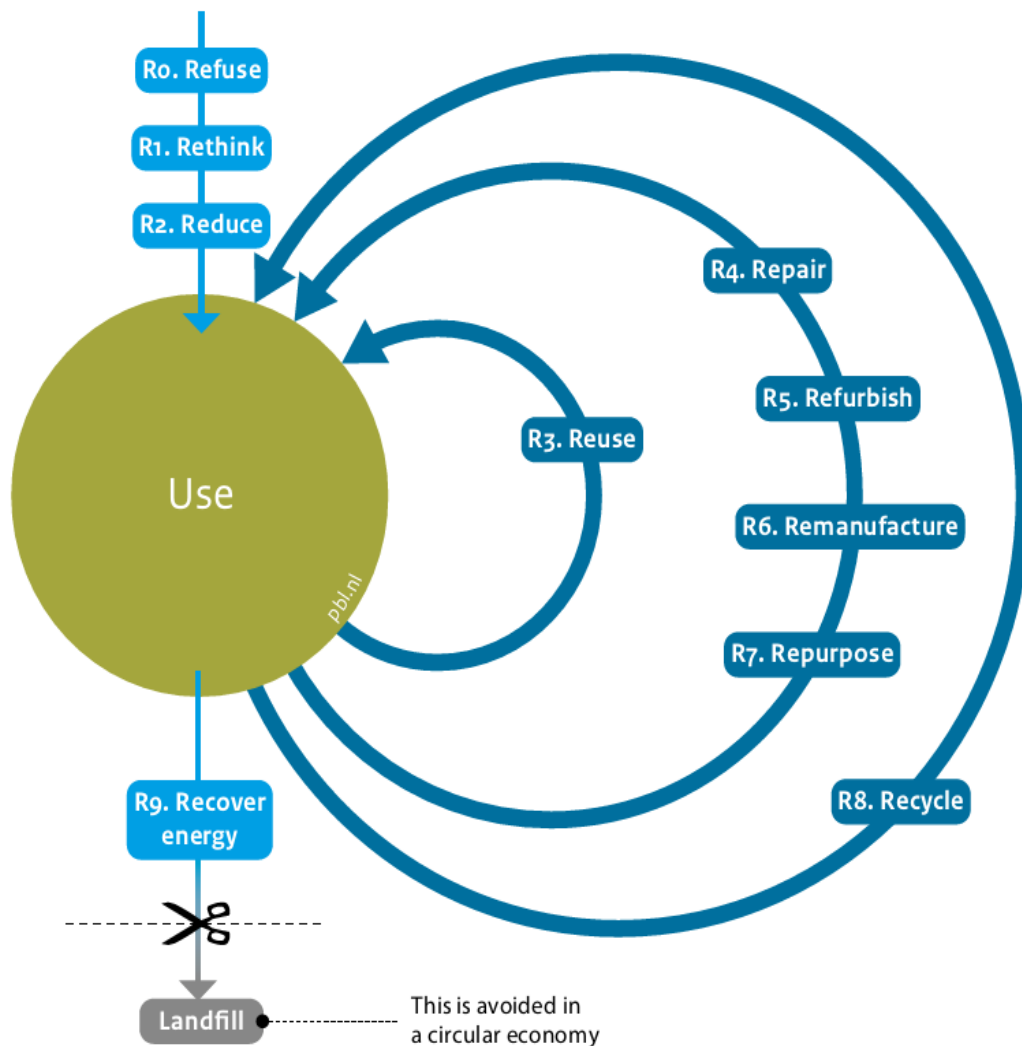 R0. Refuse
R1. Rethink
R2. Reduce
R4. Repair
R5. Refurbish
R3. Reuse
Use
R6. Remanufacture
pbl.nl
R7. Repurpose
R9. Recover
energy
R8. Recycle
Landfill
This is avoided in
a circular economy